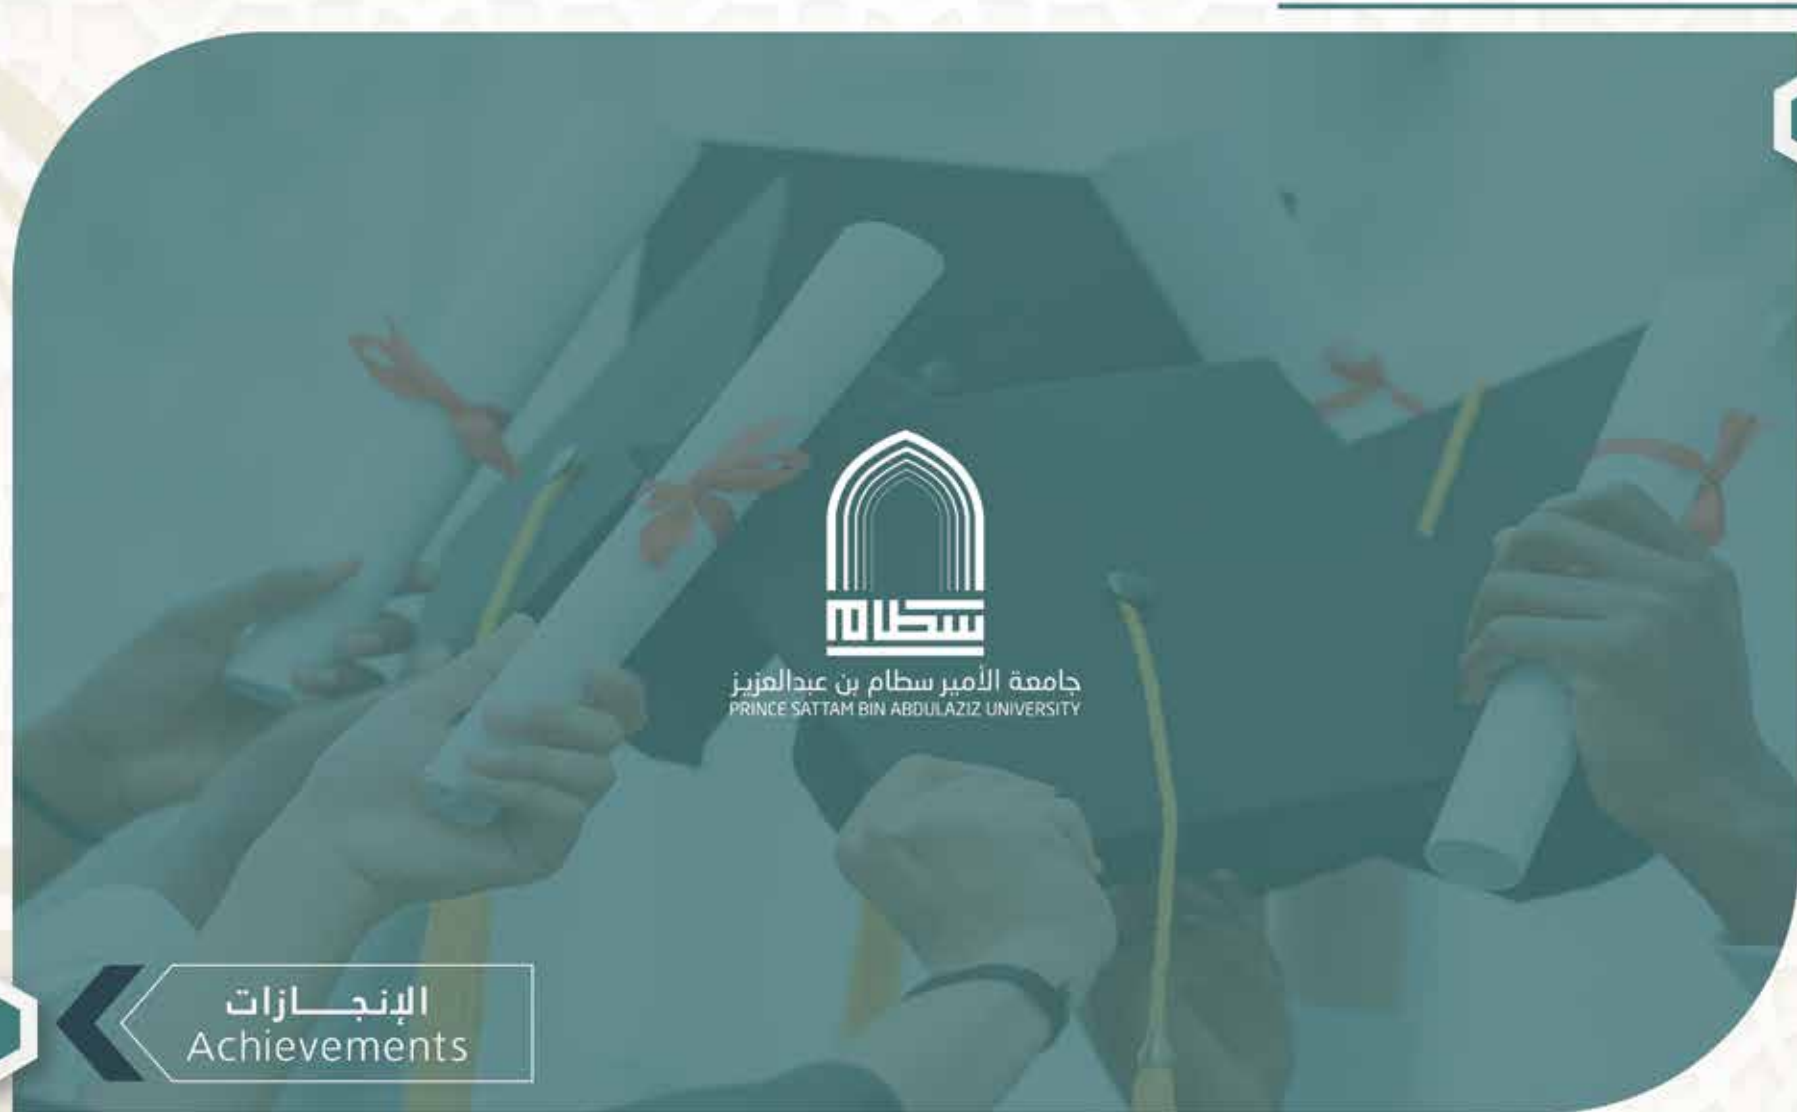 سطام
جامعة الأمير سطام بن عبدالعزيز
PRINCE SATTAM BIN ABDULAZIZ UNIVERSITY
الإنجـــازات
Achievements